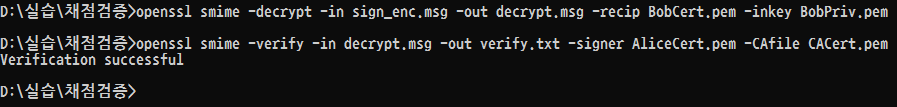 D:\실습\채점검증>openssl smime -decrypt -in sign_enc.msg -out decrypt.msg -recip BobCert.pem -inkey BobPriv.pem
D:\실습\채점검증>openssl smime -verify -in decrypt.msg -out verify.txt -signer AliceCert.pem -CAfile CACert.pem
Verification successful
D:\실습\채점검증>